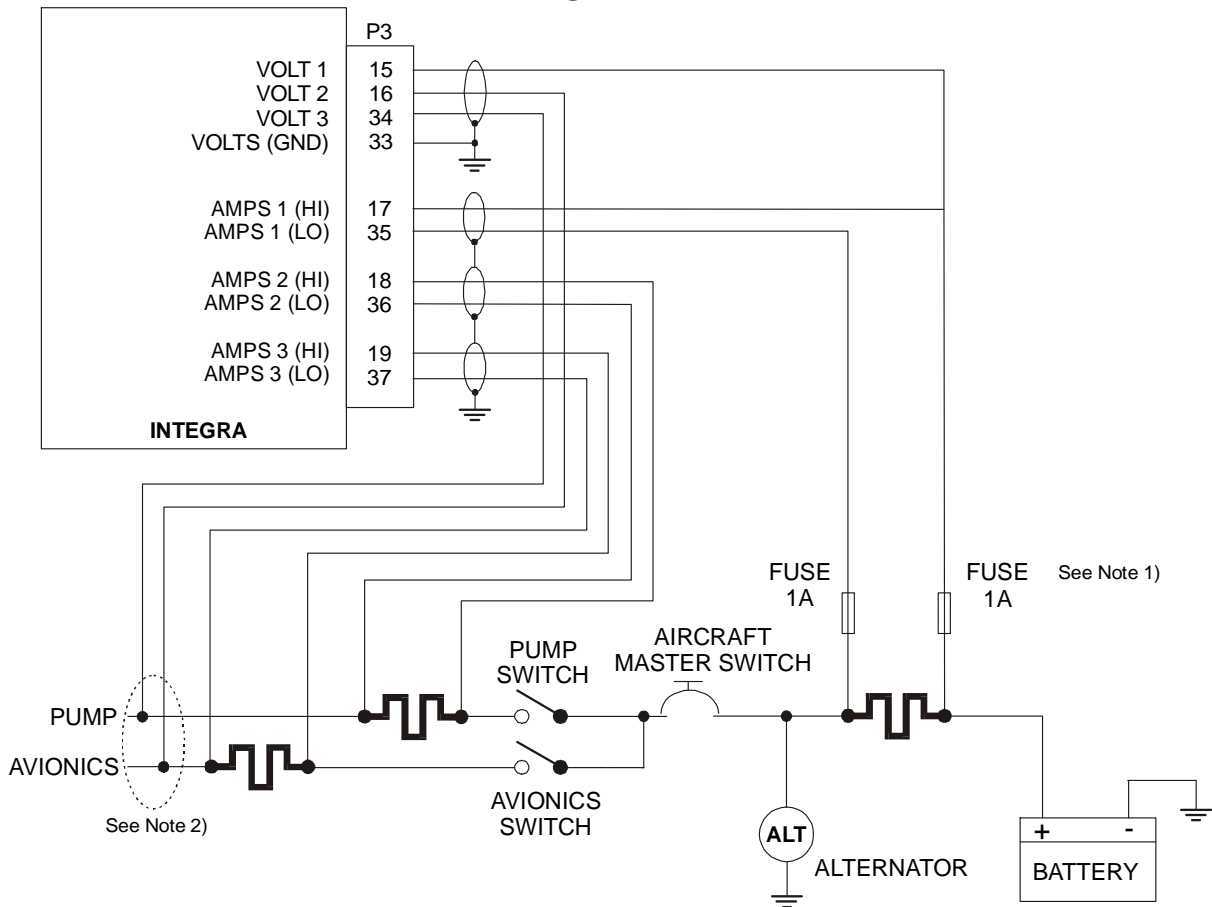 P3
VOLT 1 15
VOLT 2 16
VOLT 3 34
VOLTS (GND) 33
AMPS 1 (HI) 17
AMPS 1 (LO) 35
AMPS 2 (HI) 18
AMPS 2 (LO) 36
AMPS 3 (HI) 19
AMPS 3 (LO) 37
INTEGRA
FUSE
1A
FUSE
1A
See Note 1)
PUMP
SWITCH
AIRCRAFT
MASTER SWITCH
PUMP
AVIONICS
See Note 2)
AVIONICS
SWITCH
ALT
ALTERNATOR
+ -
BATTERY